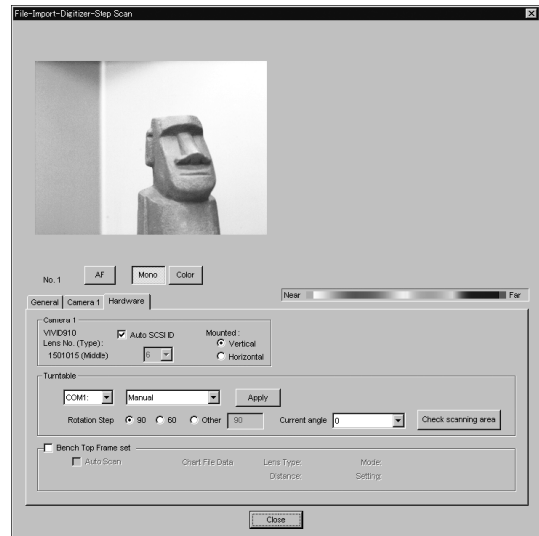 File-Import-Digitizer-Step Scan
No. 1
AF
Mono
Color
Near
Far
General
Camera 1
Hardware
Camera 1
VIVID910
Auto SCSI ID
Mounted :
Lens No. (Type) :
Vertical
1501015 (Middle)
6
Horizontal
Turntable
COM1:
Manual
Apply
Rotation Step
90
60
Other
90
Current angle
0
Check scanning area
Bench Top Frame set
Auto Scan
Chart File Data
Lens Type:
Mode:
Distance:
Setting:
Close